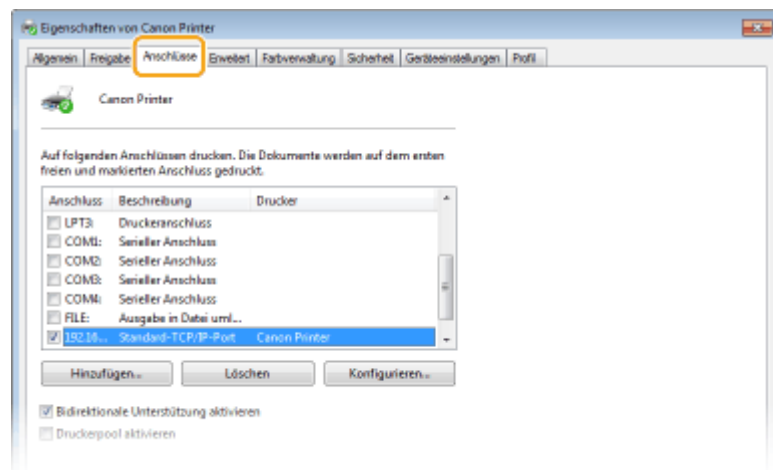 Eigenschaften von Canon Printer
Allgemein Freigabe Anschlüsse Erweitert Farbverwaltung Sicherheit Geräteeinstellungen Profil
Canon Printer
Auf folgenden Anschlüssen drucken. Die Dokumente werden auf dem ersten
freien und markierten Anschluss gedruckt.
Anschluss Beschreibung Drucker
LPT3: Druckeranschluss
COM1: Serieller Anschluss
COM2: Serieller Anschluss
COM3: Serieller Anschluss
COM4: Serieller Anschluss
FILE: Ausgabe in Datei uml...
192.16... Standard-TCP/IP-Port Canon Printer
Hinzufügen... Löschen Konfigurieren...
Bidirektionale Unterstützung aktivieren
Druckerpool aktivieren